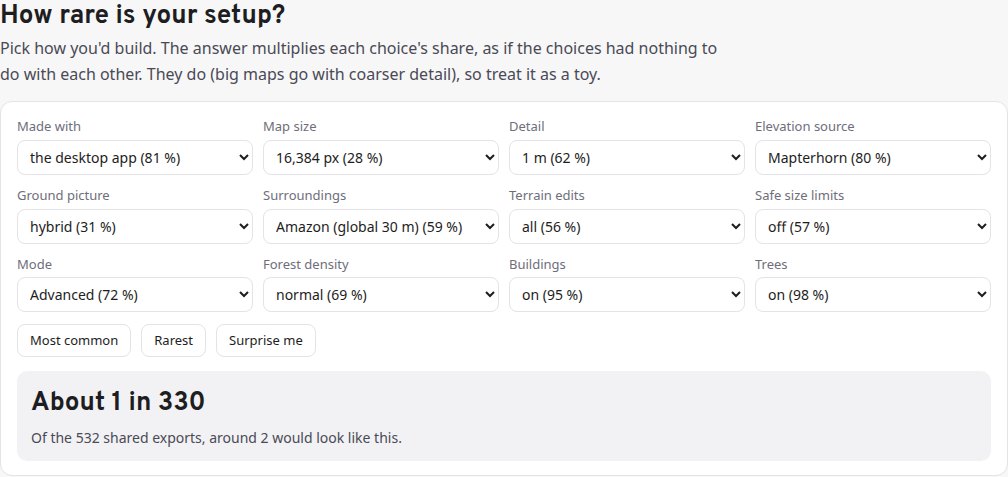 How rare is your setup?
Pick how you'd build. The answer multiplies each choice's share, as if the choices had nothing to
do with each other. They do (big maps go with coarser detail), so treat it as a toy.
Made with
Map size
Detail
Elevation source
the desktop app (81 %)
16,384 px (28 %)
1 m (62 %)
Mapterhorn (80 %)
Ground picture
Surroundings
Terrain edits
Safe size limits
hybrid (31 %)
Amazon (global 30 m) (59 %)
all (56 %)
off (57 %)
Mode
Forest density
Buildings
Trees
Advanced (72 %)
normal (69 %)
on (95 %)
on (98 %)
Most common
Rarest
Surprise me
About 1 in 330
Of the 532 shared exports, around 2 would look like this.